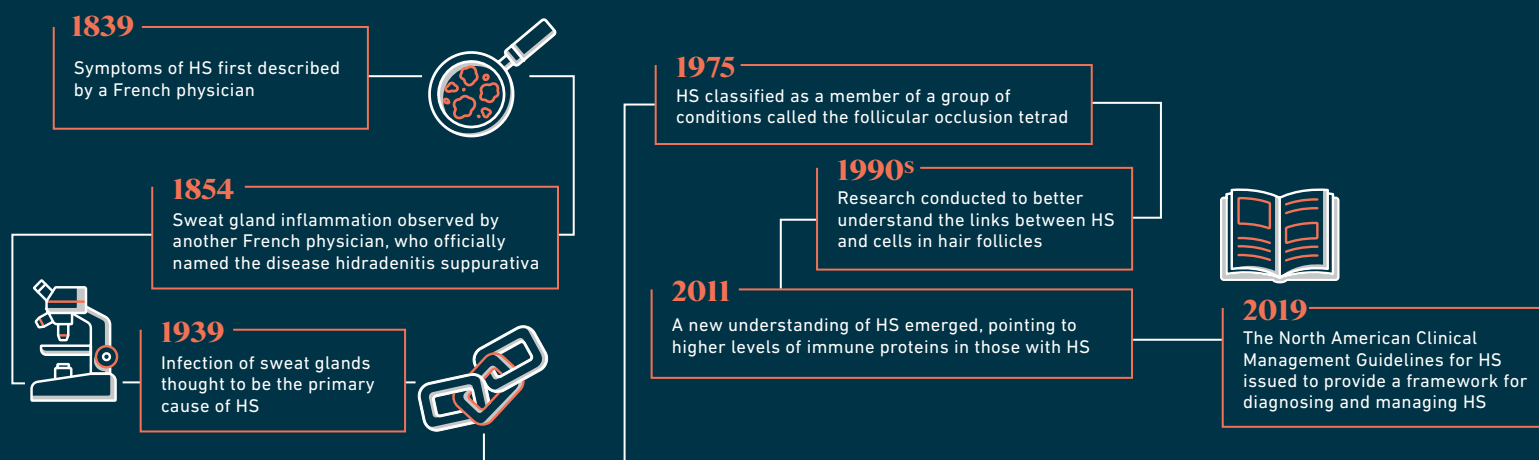 1839
Symptoms of HS first described
by a French physician
1854
Sweat gland inflammation observed by
another French physician, who officially
named the disease hidradenitis suppurativa
1939
Infection of sweat glands
thought to be the primary
cause of HS
1975
HS classified as a member of a group of
conditions called the follicular occlusion tetrad
1990s
Research conducted to better
understand the links between HS
and cells in hair follicles
2011
A new understanding of HS emerged, pointing to
higher levels of immune proteins in those with HS
2019
The North American Clinical
Management Guidelines for HS
issued to provide a framework for
diagnosing and managing HS